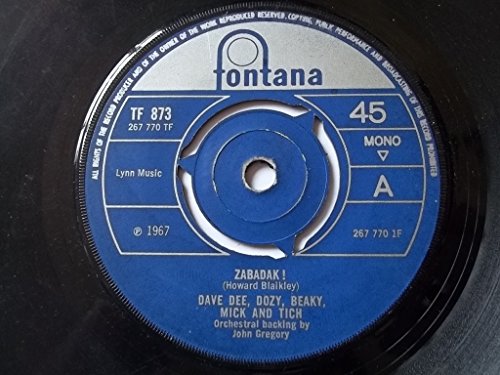 ALL RIGHTS OF THE RECORD PRODUCER AND OF THE OWNER OF THE WORK REPRODUCED RESERVED. COPYING, PUBLIC PERFORMANCE AND BROADCASTING OF THIS RECORD PROHIBITED
fontana
TF 873
267 770 TF
45
MONO
Lynn Music
A
℗ 1967
267 770 1F
ZABADAK!
(Howard Blaikley)
DAVE DEE, DOZY, BEAKY,
MICK AND TICH
Orchestral backing by
John Gregory